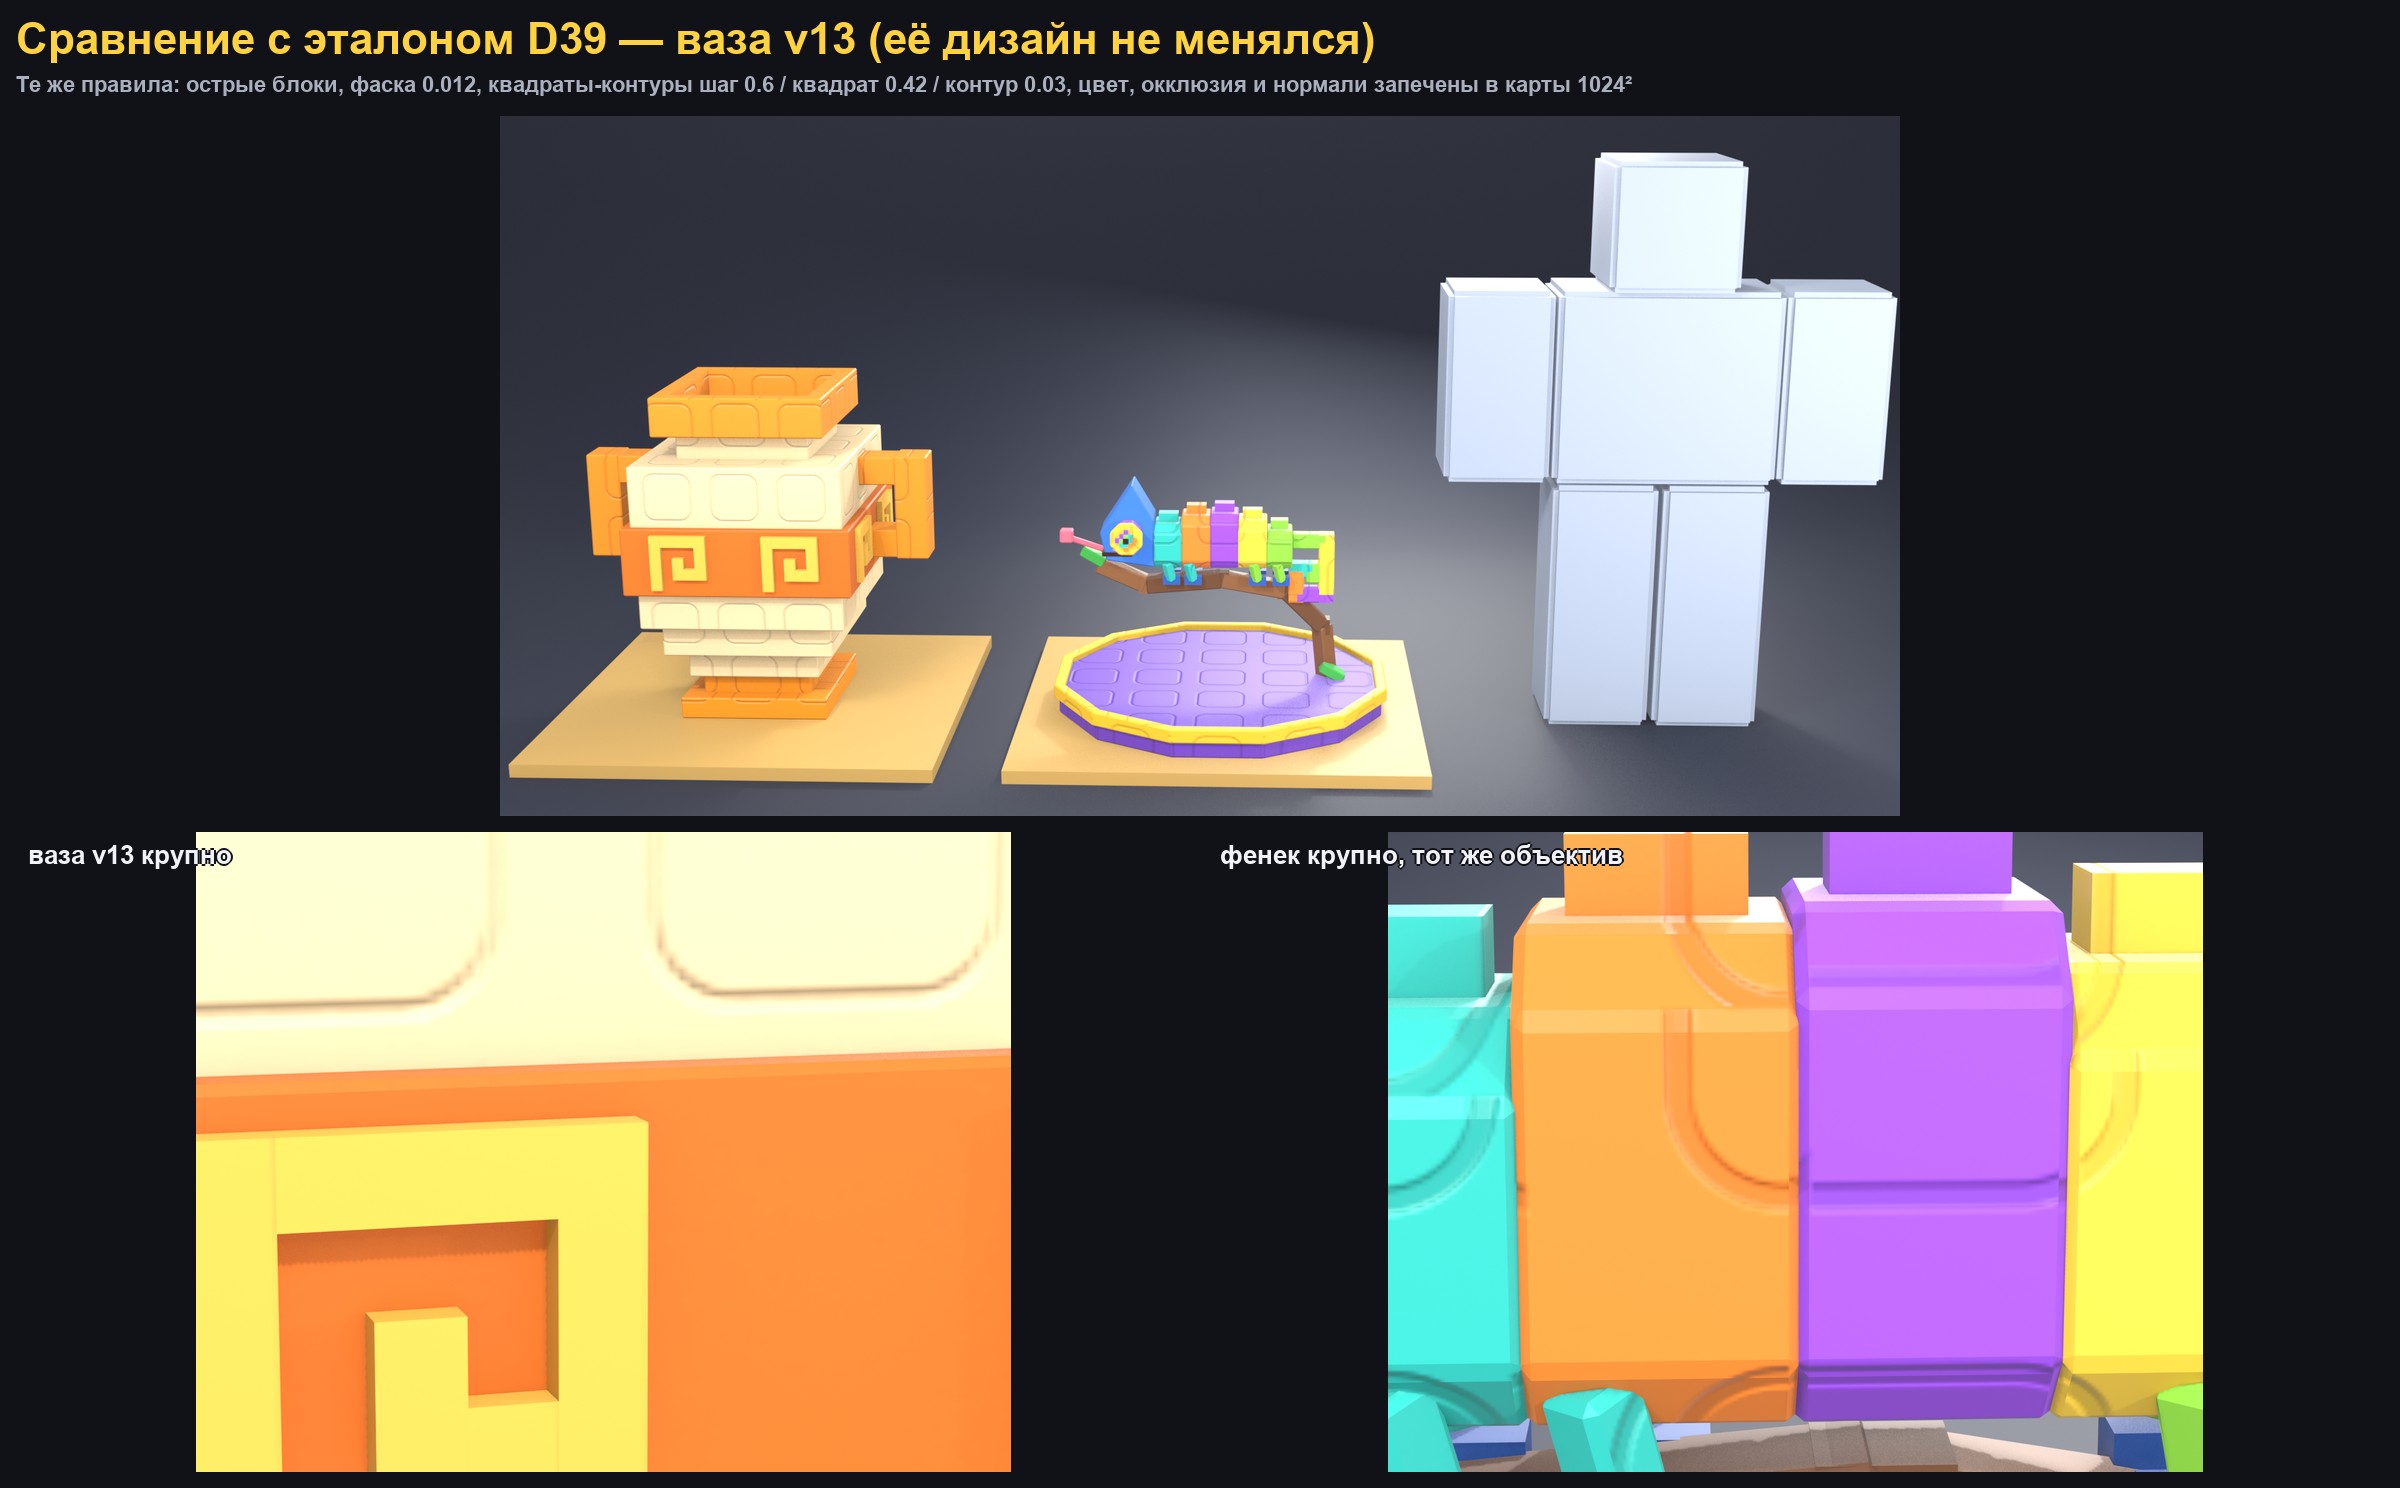 Сравнение с эталоном D39 — ваза v13 (её дизайн не менялся)
Те же правила: острые блоки, фаска 0.012, квадраты-контуры шаг 0.6 / квадрат 0.42 / контур 0.03, цвет, окклюзия и нормали запечены в карты 1024²
ваза v13 крупно
фенек крупно, тот же объектив